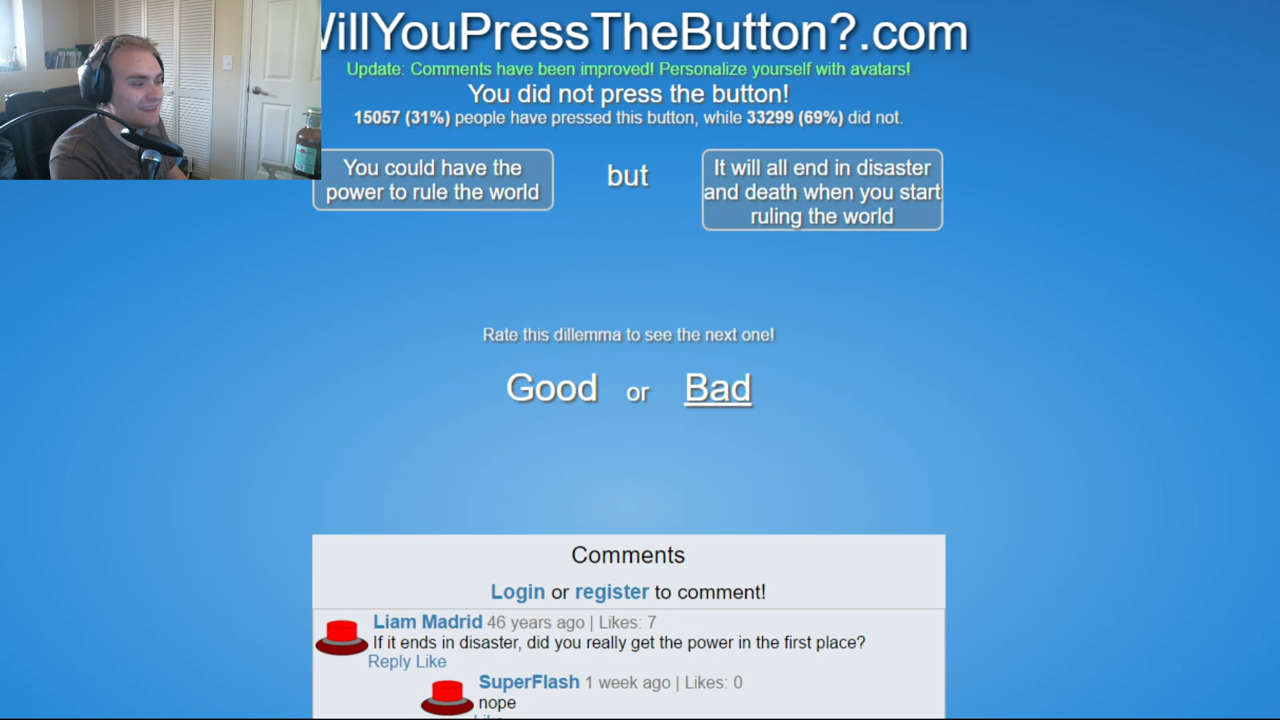 WillYouPressTheButton?.com
Update: Comments have been improved! Personalize yourself with avatars!
You did not press the button!
15057 (31%) people have pressed this button, while 33299 (69%) did not.
You could have the
power to rule the world
but
It will all end in disaster
and death when you start
ruling the world
Rate this dillemma to see the next one!
Good or Bad
Comments
Login or register to comment!
Liam Madrid 46 years ago | Likes: 7
If it ends in disaster, did you really get the power in the first place?
Reply Like
SuperFlash 1 week ago | Likes: 0
nope
Like